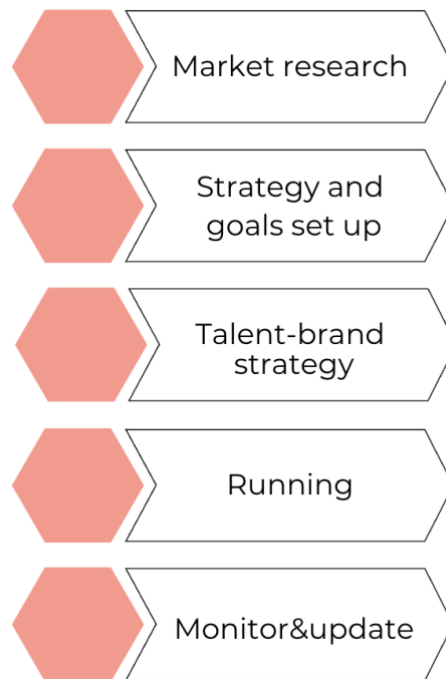 Market research
Strategy and
goals set up
Talent-brand
strategy
Running
Monitor&update